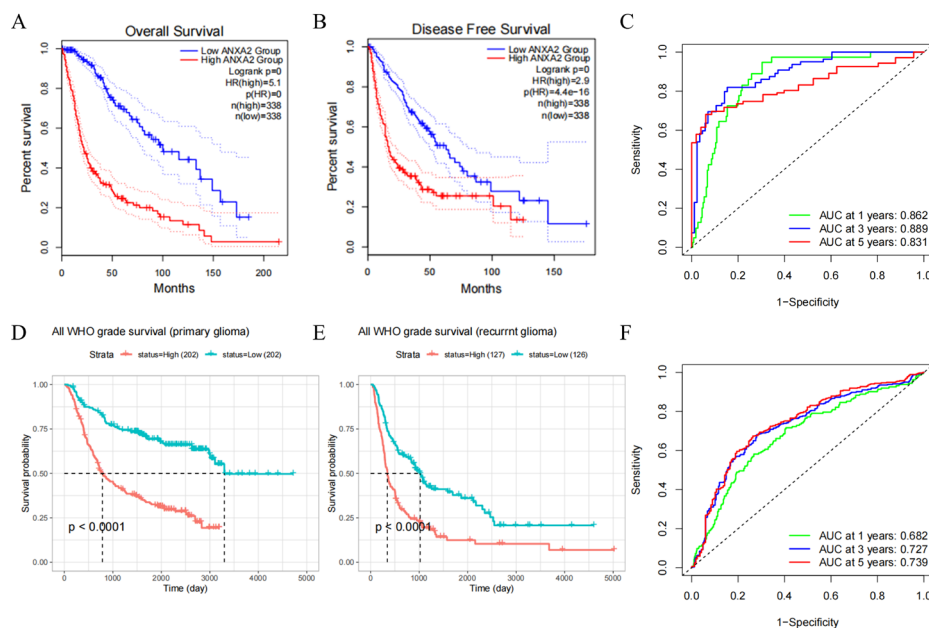 A
Overall Survival
Low ANXA2 Group
High ANXA2 Group
Logrank p=0
HR(high)=5.1
p(HR)=0
n(high)=338
n(low)=338
Percent survival
1.0
0.8
0.6
0.4
0.2
0.0
0 50 100 150 200
Months
B
Disease Free Survival
Low ANXA2 Group
High ANXA2 Group
Logrank p=0
HR(high)=2.9
p(HR)=4.4e−16
n(high)=338
n(low)=338
Percent survival
1.0
0.8
0.6
0.4
0.2
0.0
0 50 100 150
Months
C
Sensitivity
0.0 0.2 0.4 0.6 0.8 1.0
AUC at 1 years: 0.862
AUC at 3 years: 0.889
AUC at 5 years: 0.831
0.0 0.2 0.4 0.6 0.8 1.0
1-Specificity
D
All WHO grade survival (primary glioma)
Strata status=High (202) status=Low (202)
Survival probability
1.00
0.75
0.50
0.25
0.00
p < 0.0001
0 1000 2000 3000 4000 5000
Time (day)
E
All WHO grade survival (recurrnt glioma)
Strata status=High (127) status=Low (126)
Survival probability
1.00
0.75
0.50
0.25
0.00
p < 0.0001
0 1000 2000 3000 4000 5000
Time (day)
F
Sensitivity
0.0 0.2 0.4 0.6 0.8 1.0
AUC at 1 years: 0.682
AUC at 3 years: 0.727
AUC at 5 years: 0.739
0.0 0.2 0.4 0.6 0.8 1.0
1-Specificity